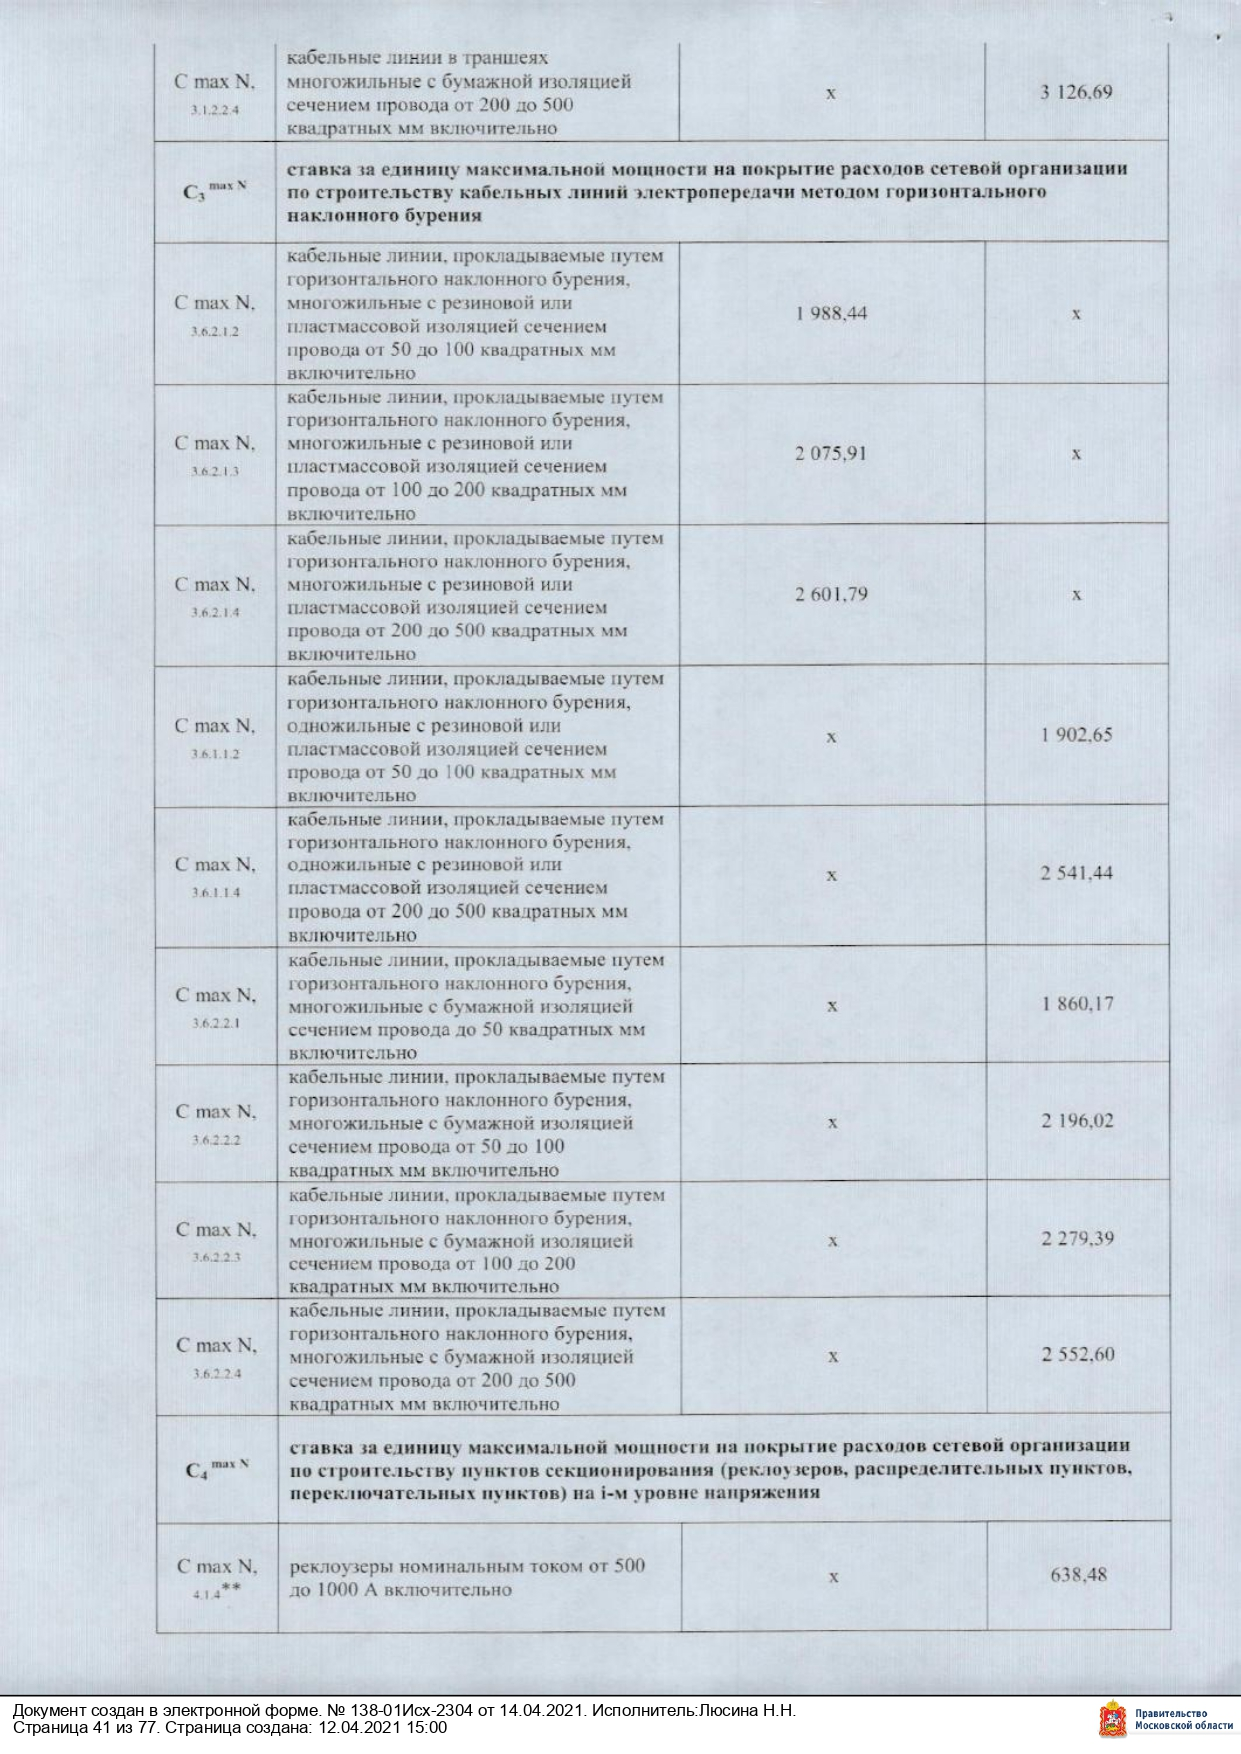 кабельные линии в траншеях
многожильные с бумажной изоляцией
сечением провода от 200 до 500
квадратных мм включительно
C max N,
3.1.2.2.4
x
3 126,69
C₃ max N
ставка за единицу максимальной мощности на покрытие расходов сетевой организации
по строительству кабельных линий электропередачи методом горизонтального
наклонного бурения
кабельные линии, прокладываемые путем
горизонтального наклонного бурения,
многожильные с резиновой или
пластмассовой изоляцией сечением
провода от 50 до 100 квадратных мм
включительно
C max N,
3.6.2.1.2
1 988,44
x
кабельные линии, прокладываемые путем
горизонтального наклонного бурения,
многожильные с резиновой или
пластмассовой изоляцией сечением
провода от 100 до 200 квадратных мм
включительно
C max N,
3.6.2.1.3
2 075,91
x
кабельные линии, прокладываемые путем
горизонтального наклонного бурения,
многожильные с резиновой или
пластмассовой изоляцией сечением
провода от 200 до 500 квадратных мм
включительно
C max N,
3.6.2.1.4
2 601,79
x
кабельные линии, прокладываемые путем
горизонтального наклонного бурения,
одножильные с резиновой или
пластмассовой изоляцией сечением
провода от 50 до 100 квадратных мм
включительно
C max N,
3.6.1.1.2
x
1 902,65
кабельные линии, прокладываемые путем
горизонтального наклонного бурения,
одножильные с резиновой или
пластмассовой изоляцией сечением
провода от 200 до 500 квадратных мм
включительно
C max N,
3.6.1.1.4
x
2 541,44
кабельные линии, прокладываемые путем
горизонтального наклонного бурения,
многожильные с бумажной изоляцией
сечением провода до 50 квадратных мм
включительно
C max N,
3.6.2.2.1
x
1 860,17
кабельные линии, прокладываемые путем
горизонтального наклонного бурения,
многожильные с бумажной изоляцией
сечением провода от 50 до 100
квадратных мм включительно
C max N,
3.6.2.2.2
x
2 196,02
кабельные линии, прокладываемые путем
горизонтального наклонного бурения,
многожильные с бумажной изоляцией
сечением провода от 100 до 200
квадратных мм включительно
C max N,
3.6.2.2.3
x
2 279,39
кабельные линии, прокладываемые путем
горизонтального наклонного бурения,
многожильные с бумажной изоляцией
сечением провода от 200 до 500
квадратных мм включительно
C max N,
3.6.2.2.4
x
2 552,60
C₄ max N
ставка за единицу максимальной мощности на покрытие расходов сетевой организации
по строительству пунктов секционирования (реклоузеров, распределительных пунктов,
переключательных пунктов) на i-м уровне напряжения
C max N,
4.1.4**
реклоузеры номинальным током от 500
до 1000 А включительно
x
638,48
Документ создан в электронной форме. № 138-01Исх-2304 от 14.04.2021. Исполнитель:Люсина Н.Н.
Страница 41 из 77. Страница создана: 12.04.2021 15:00
Правительство
Московской области